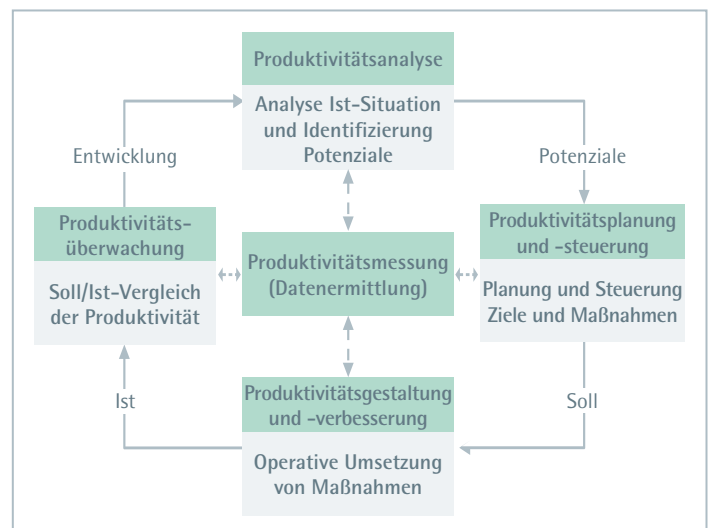 Produktivitätsanalyse
Analyse Ist-Situation
und Identifizierung
Potenziale
Entwicklung
Potenziale
Produktivitäts-
überwachung
Soll/Ist-Vergleich
der Produktivität
Produktivitätsmessung
(Datenermittlung)
Produktivitätsplanung
und -steuerung
Planung und Steuerung
Ziele und Maßnahmen
Ist
Soll
Produktivitätsgestaltung
und -verbesserung
Operative Umsetzung
von Maßnahmen